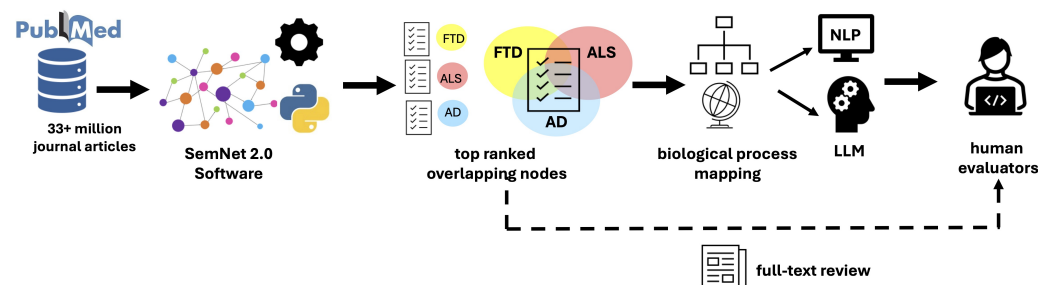 PubMed
33+ million
journal articles
SemNet 2.0
Software
FTD
ALS
AD
FTD
ALS
AD
top ranked
overlapping nodes
biological process
mapping
NLP
LLM
</>
human
evaluators
full-text review